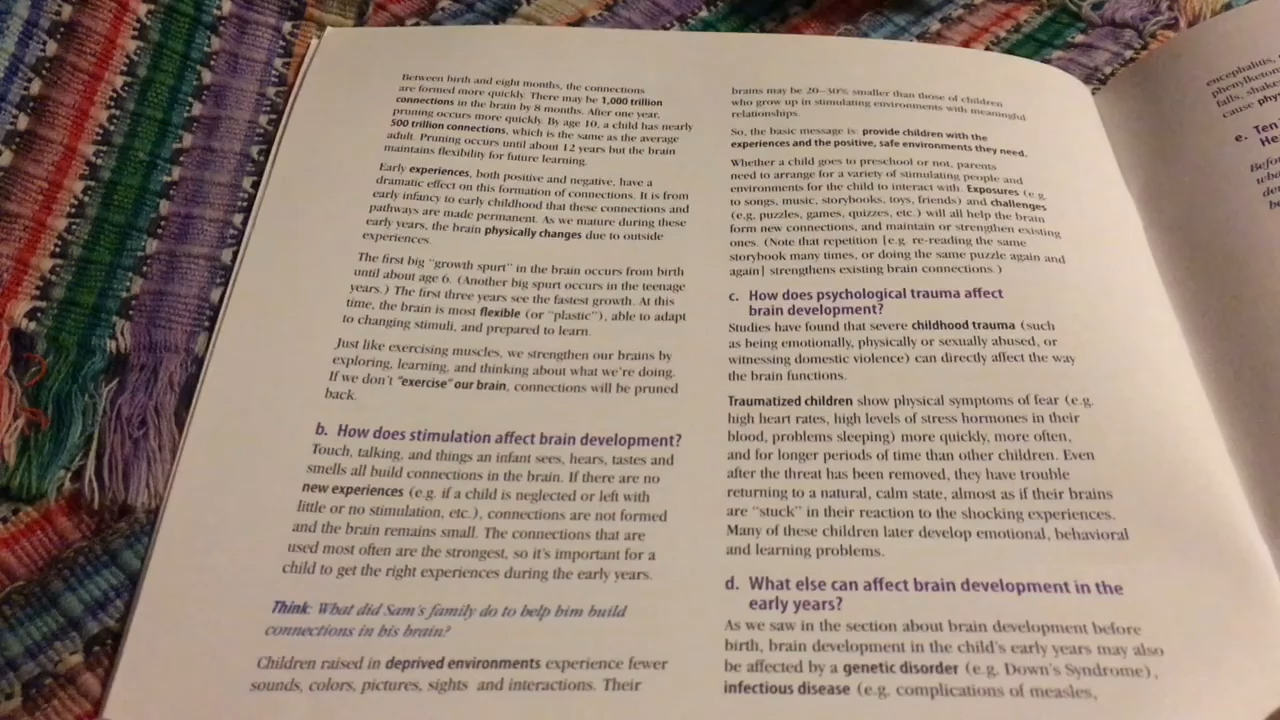 Between birth and eight months, the connections
are formed more quickly. There may be 1,000 trillion
connections in the brain by 8 months. After one year,
pruning occurs more quickly. By age 10, a child has nearly
500 trillion connections, which is the same as the average
adult. Pruning occurs until about 12 years but the brain
maintains flexibility for future learning.
Early experiences, both positive and negative, have a
dramatic effect on this formation of connections. It is from
early infancy to early childhood that these connections and
pathways are made permanent. As we mature during these
early years, the brain physically changes due to outside
experiences.
The first big "growth spurt" in the brain occurs from birth
until about age 6. (Another big spurt occurs in the teenage
years.) The first three years see the fastest growth. At this
time, the brain is most flexible (or "plastic"), able to adapt
to changing stimuli, and prepared to learn.
Just like exercising muscles, we strengthen our brains by
exploring, learning, and thinking about what we're doing.
If we don't "exercise" our brain, connections will be pruned
back.
b. How does stimulation affect brain development?
Touch, talking, and things an infant sees, hears, tastes and
smells all build connections in the brain. If there are no
new experiences (e.g. if a child is neglected or left with
little or no stimulation, etc.), connections are not formed
and the brain remains small. The connections that are
used most often are the strongest, so it's important for a
child to get the right experiences during the early years.
Think: What did Sam's family do to help him build
connections in his brain?
Children raised in deprived environments experience fewer
sounds, colors, pictures, sights and interactions. Their
brains may be 20–30% smaller than those of children
who grow up in stimulating environments with meaningful
relationships.
So, the basic message is: provide children with the
experiences and the positive, safe environments they need.
Whether a child goes to preschool or not, parents
need to arrange for a variety of stimulating people and
environments for the child to interact with. Exposures (e.g.
to songs, music, storybooks, toys, friends) and challenges
(e.g. puzzles, games, quizzes, etc.) will all help the brain
form new connections, and maintain or strengthen existing
ones. (Note that repetition [e.g. re-reading the same
storybook many times, or doing the same puzzle again and
again] strengthens existing brain connections.)
c. How does psychological trauma affect
brain development?
Studies have found that severe childhood trauma (such
as being emotionally, physically or sexually abused, or
witnessing domestic violence) can directly affect the way
the brain functions.
Traumatized children show physical symptoms of fear (e.g.
high heart rates, high levels of stress hormones in their
blood, problems sleeping) more quickly, more often,
and for longer periods of time than other children. Even
after the threat has been removed, they have trouble
returning to a natural, calm state, almost as if their brains
are "stuck" in their reaction to the shocking experiences.
Many of these children later develop emotional, behavioral
and learning problems.
d. What else can affect brain development in the
early years?
As we saw in the section about brain development before
birth, brain development in the child's early years may also
be affected by a genetic disorder (e.g. Down's Syndrome),
infectious disease (e.g. complications of measles,
encephalitis,
falls,
cause
e. Ten